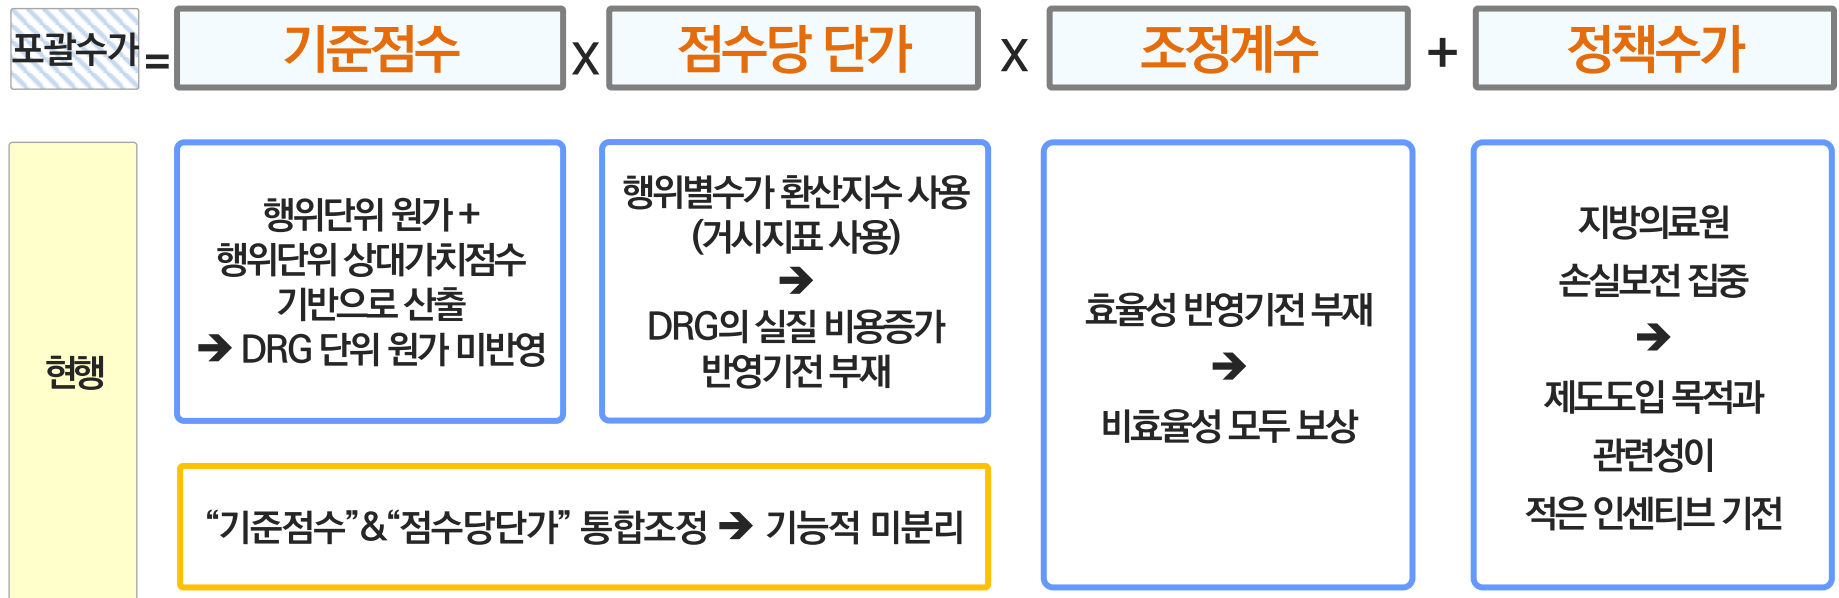 포괄수가 = 기준점수 X 점수당 단가 X 조정계수 + 정책수가
현행
행위단위 원가 +
행위단위 상대가치점수
기반으로 산출
➔ DRG 단위 원가 미반영
행위별수가 환산지수 사용
(거시지표 사용)
➔
DRG의 실질 비용증가
반영기전 부재
“기준점수”&“점수당단가” 통합조정 ➔ 기능적 미분리
효율성 반영기전 부재
➔
비효율성 모두 보상
지방의료원
손실보전 집중
➔
제도도입 목적과
관련성이
적은 인센티브 기전